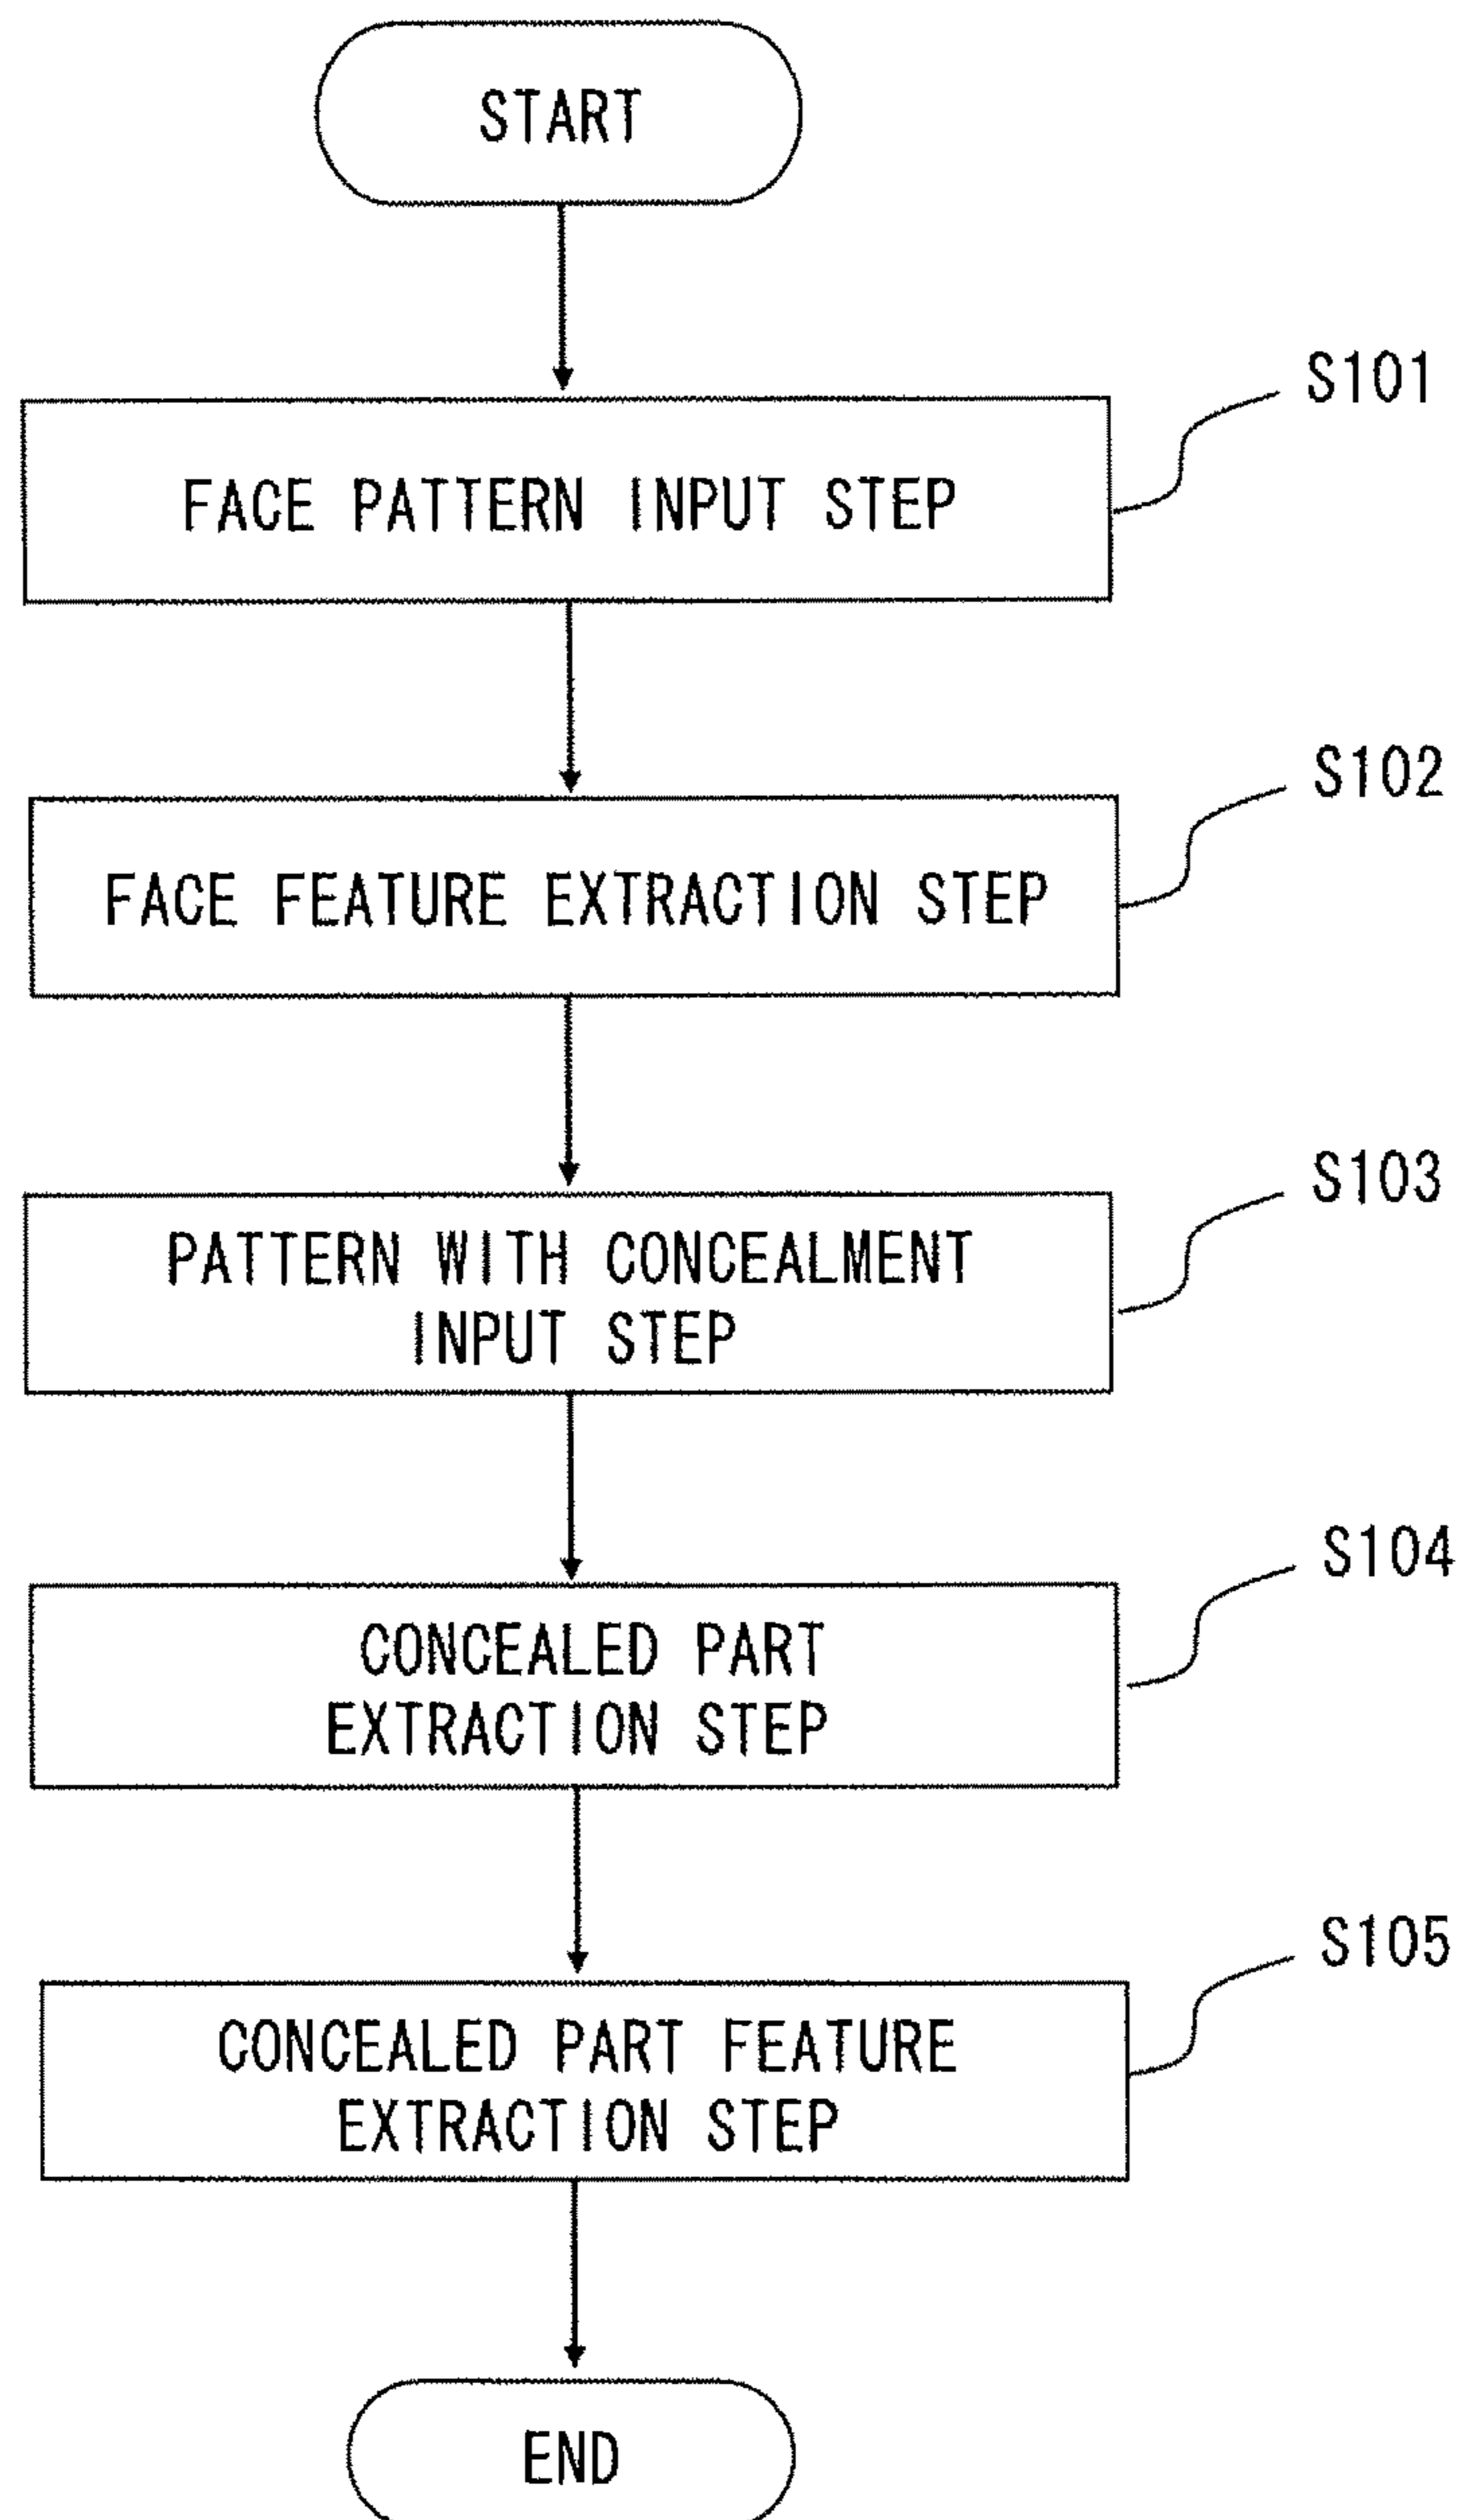 START
S101
FACE PATTERN INPUT STEP
S102
FACE FEATURE EXTRACTION STEP
S103
PATTERN WITH CONCEALMENT
INPUT STEP
S104
CONCEALED PART
EXTRACTION STEP
S105
CONCEALED PART FEATURE
EXTRACTION STEP
END